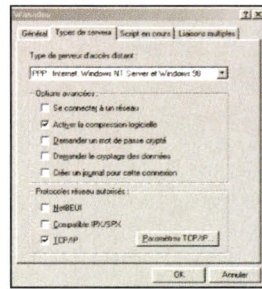 Général Types de serveur Script en cours Liaisons multiples
Type de serveur d'accès distant :
PPP : Internet, Windows NT Server et Windows 98
Options avancées :
Se connecter à un réseau
Activer la compression logicielle
Demander un mot de passe crypté
Demander le cryptage des données
Créer un journal pour cette connexion
Protocoles réseau autorisés :
NetBEUI
Compatible IPX/SPX
TCP/IP
Paramètres TCP/IP...
OK
Annuler